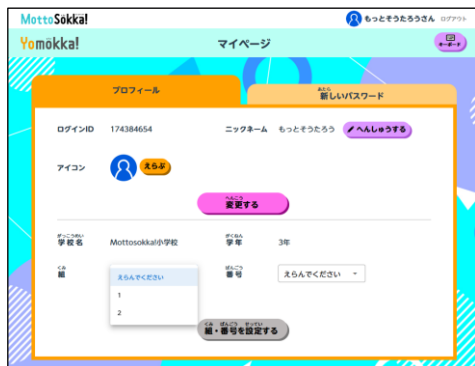 MottoSokka!
もっとそうたろうさん ログアウト
Yomokka!
マイページ
キーボード
プロフィール
あたら
新しいパスワード
ログインID 174384654
ニックネーム もっとそうたろう へんしゅうする
アイコン えらぶ
へんこう
変更する
がっこうめい
学校名 Mottosokka!小学校
がくねん
学年 3年
くみ
組
えらんでください
1
2
ばんごう
番号 えらんでください
くみ ばんごう せってい
組・番号を設定する